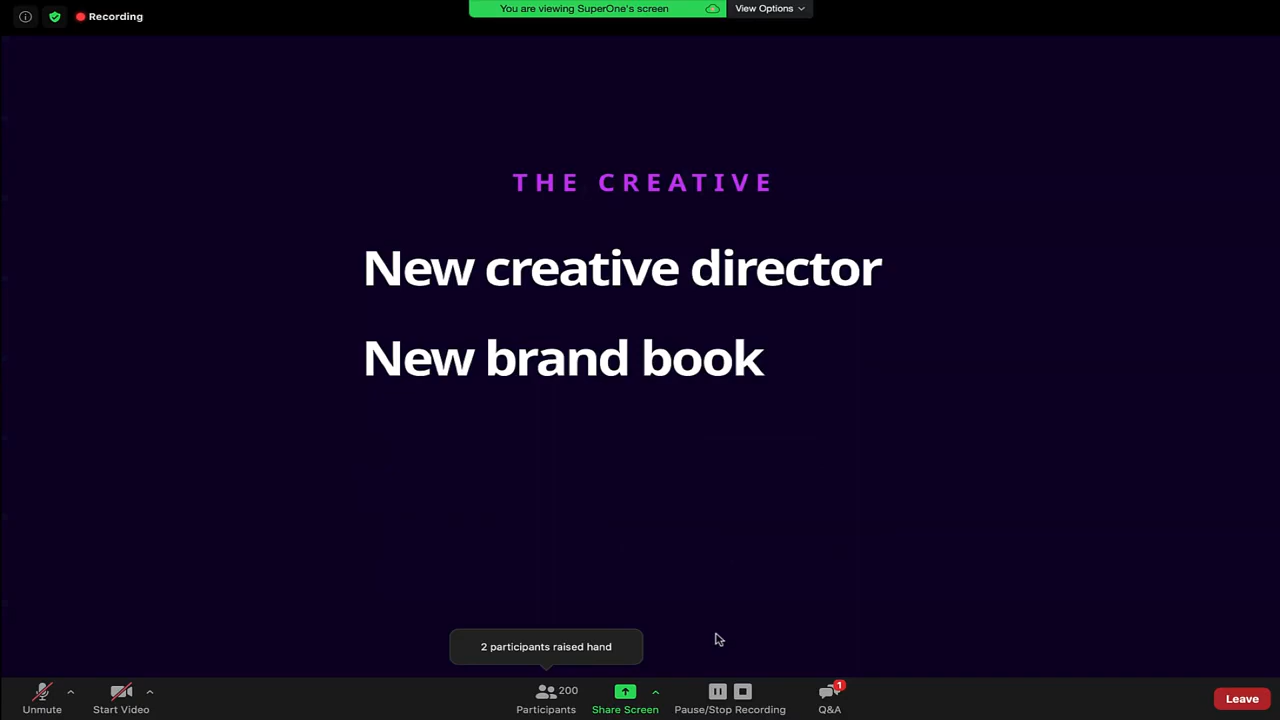 Recording
You are viewing SuperOne's screen
View Options
THE CREATIVE
New creative director
New brand book
2 participants raised hand
Unmute
Start Video
200
Participants
Share Screen
Pause/Stop Recording
1
Q&A
Leave